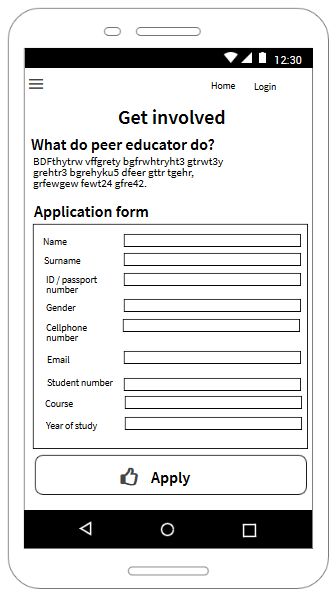 12:30
Home Login
Get involved
What do peer educator do?
BDFthytrw vffgrety bgfrwhtryht3 gtrwt3y
grehtr3 bgrehyku5 dfeer gttr tgehr,
grfewgew fewt24 gfre42.
Application form
Name
Surname
ID / passport
number
Gender
Cellphone
number
Email
Student number
Course
Year of study
Apply